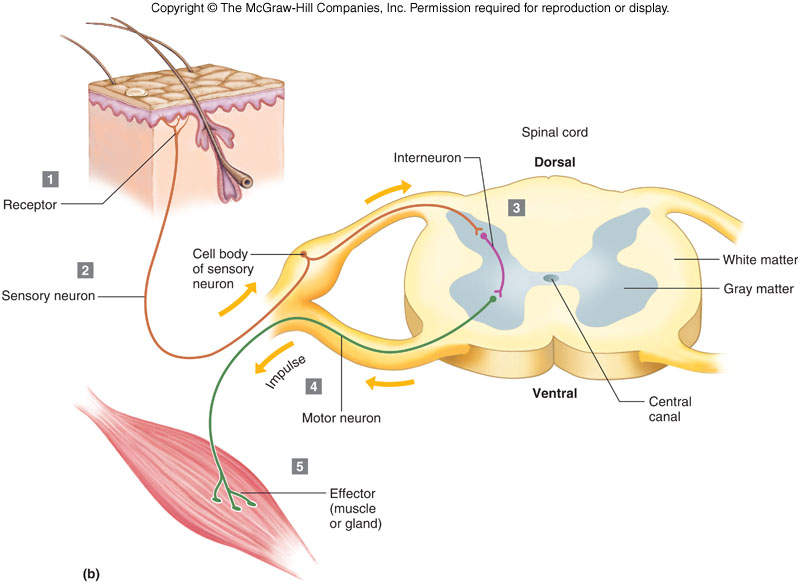 Copyright © The McGraw-Hill Companies, Inc. Permission required for reproduction or display.
Spinal cord
Interneuron
Dorsal
1
Receptor
3
Cell body
of sensory
neuron
2
Sensory neuron
White matter
Gray matter
Impulse
4
Motor neuron
Ventral
Central
canal
5
Effector
(muscle
or gland)
(b)